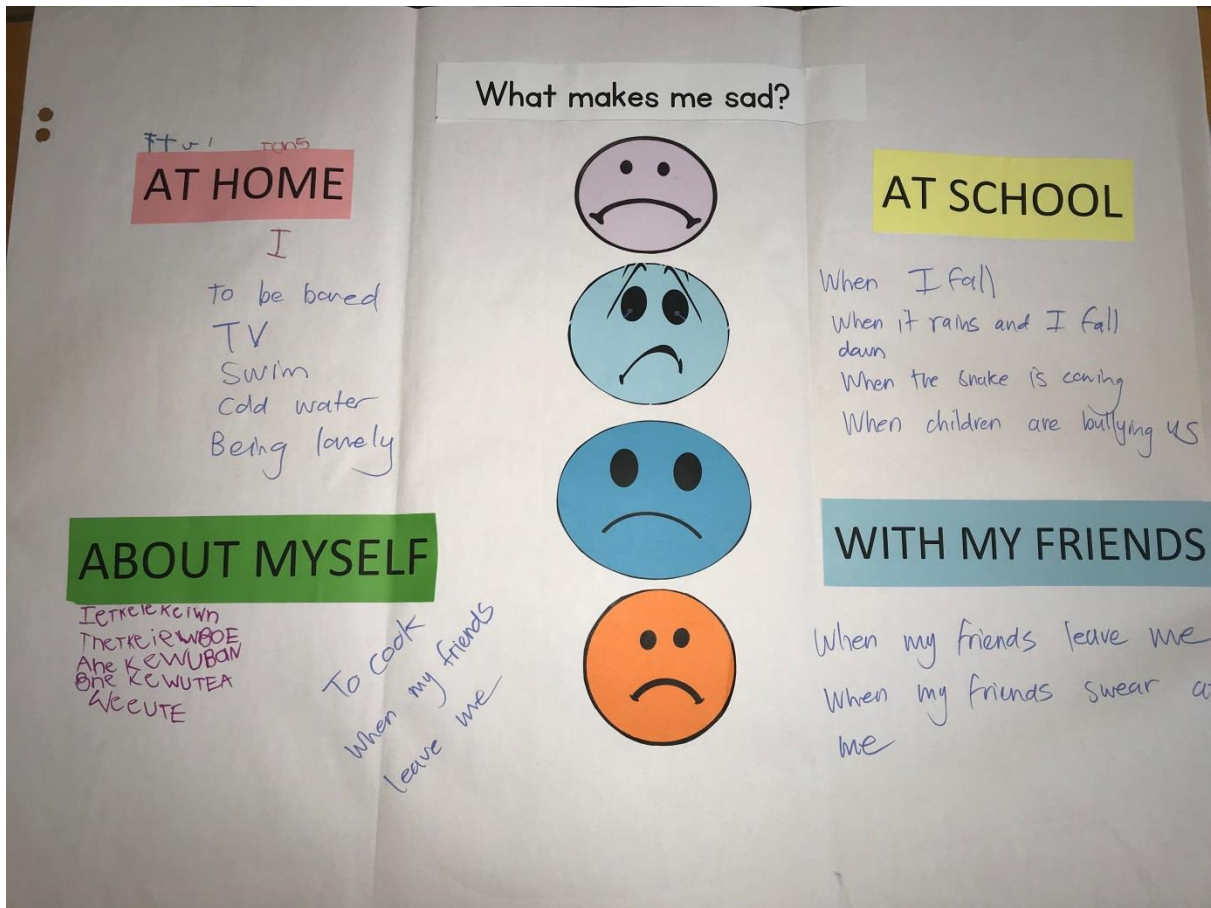 What makes me sad?
AT HOME
I
To be bored
TV
Swim
Cold water
Being lonely
AT SCHOOL
When I fall
When it rains and I fall
down
When the snake is coming
When children are bullying us
ABOUT MYSELF
To cook
When my friends
leave me
WITH MY FRIENDS
When my friends leave me
When my friends swear
me